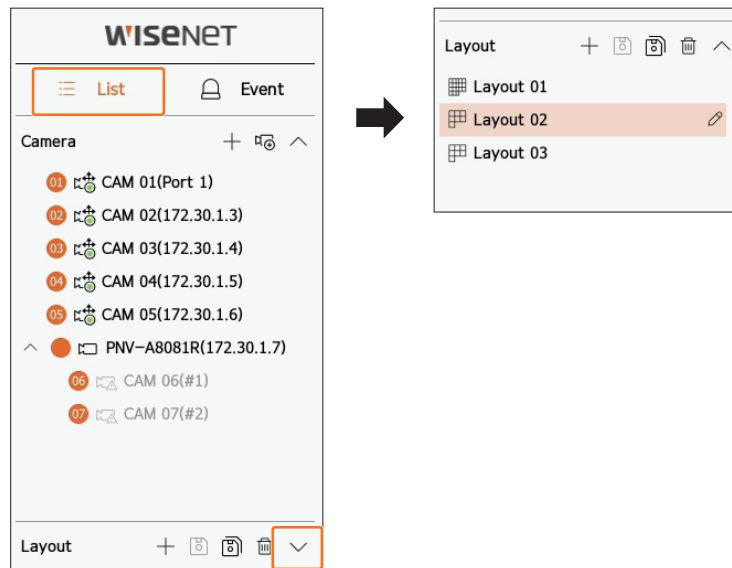 WISENET
List Event
Camera
01 CAM 01(Port 1)
02 CAM 02(172.30.1.3)
03 CAM 03(172.30.1.4)
04 CAM 04(172.30.1.5)
05 CAM 05(172.30.1.6)
PNV-A8081R(172.30.1.7)
06 CAM 06(#1)
07 CAM 07(#2)
Layout
Layout
Layout 01
Layout 02
Layout 03